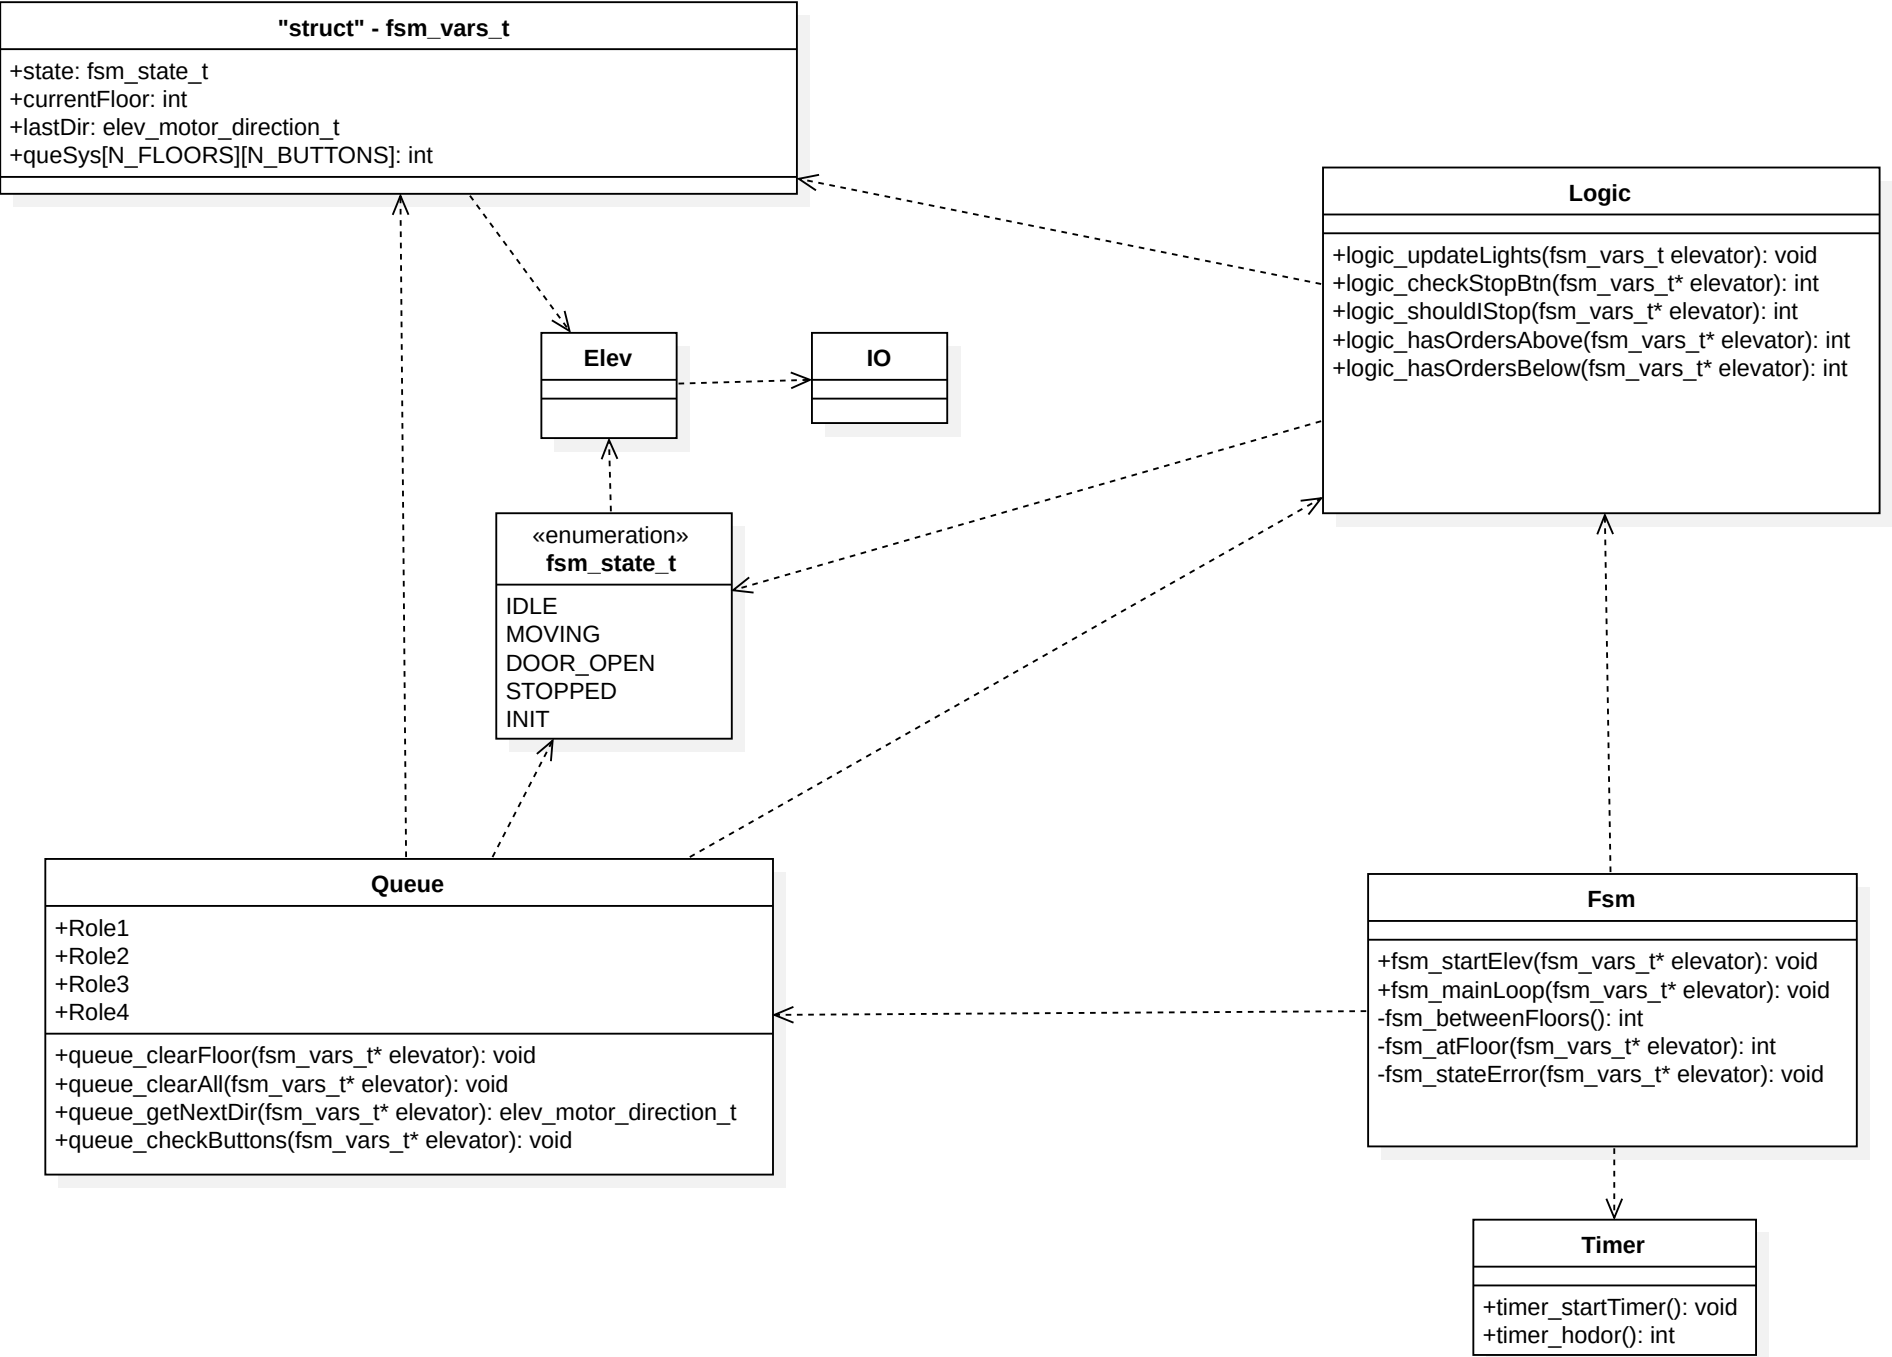 "struct" - fsm_vars_t
+state: fsm_state_t
+currentFloor: int
+lastDir: elev_motor_direction_t
+queSys[N_FLOORS][N_BUTTONS]: int
Logic
+logic_updateLights(fsm_vars_t elevator): void
+logic_checkStopBtn(fsm_vars_t* elevator): int
+logic_shouldIStop(fsm_vars_t* elevator): int
+logic_hasOrdersAbove(fsm_vars_t* elevator): int
+logic_hasOrdersBelow(fsm_vars_t* elevator): int
Elev
IO
«enumeration»
fsm_state_t
IDLE
MOVING
DOOR_OPEN
STOPPED
INIT
Queue
+Role1
+Role2
+Role3
+Role4
+queue_clearFloor(fsm_vars_t* elevator): void
+queue_clearAll(fsm_vars_t* elevator): void
+queue_getNextDir(fsm_vars_t* elevator): elev_motor_direction_t
+queue_checkButtons(fsm_vars_t* elevator): void
Fsm
+fsm_startElev(fsm_vars_t* elevator): void
+fsm_mainLoop(fsm_vars_t* elevator): void
-fsm_betweenFloors(): int
-fsm_atFloor(fsm_vars_t* elevator): int
-fsm_stateError(fsm_vars_t* elevator): void
Timer
+timer_startTimer(): void
+timer_hodor(): int